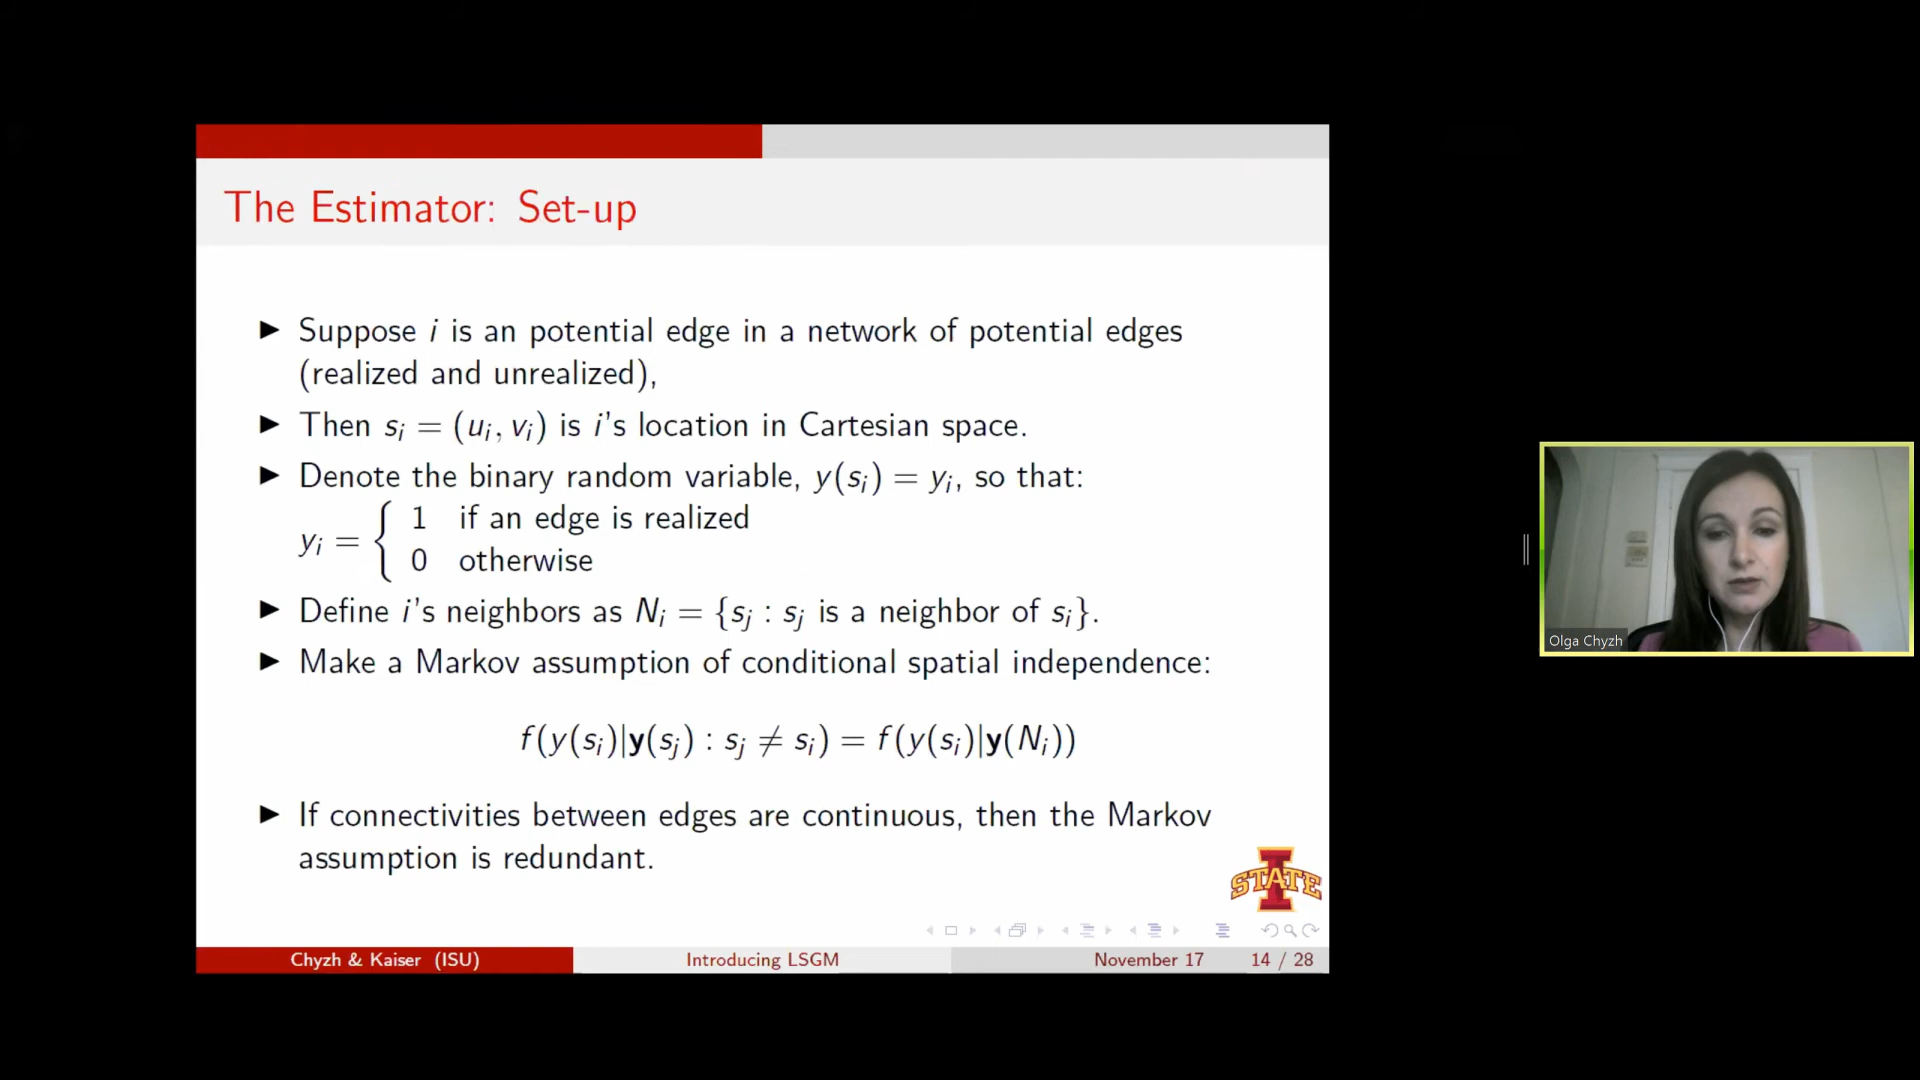 The Estimator: Set-up
▶ Suppose i is an potential edge in a network of potential edges
(realized and unrealized),
▶ Then sᵢ = (uᵢ, vᵢ) is i's location in Cartesian space.
▶ Denote the binary random variable, y(sᵢ) = yᵢ, so that:
yᵢ = { 1 if an edge is realized
0 otherwise
▶ Define i's neighbors as Nᵢ = {sⱼ : sⱼ is a neighbor of sᵢ}.
▶ Make a Markov assumption of conditional spatial independence:
f(y(sᵢ)|y(sⱼ) : sⱼ ≠ sᵢ) = f(y(sᵢ)|y(Nᵢ))
▶ If connectivities between edges are continuous, then the Markov
assumption is redundant.
I STATE
Chyzh & Kaiser (ISU) Introducing LSGM November 17 14 / 28
Olga Chyzh